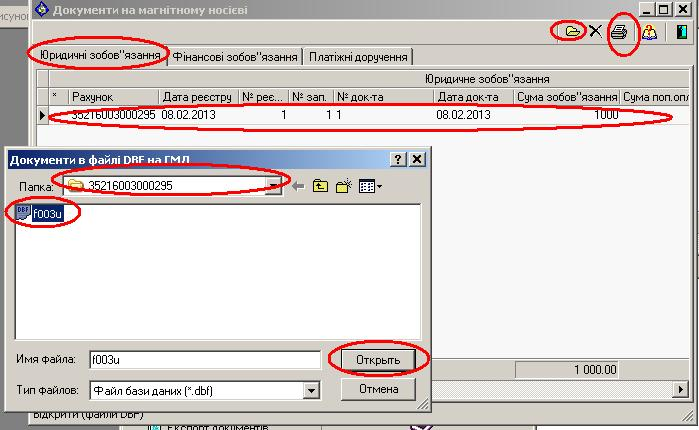 Документи на магнітному носієві
Юридичні зобов"язання Фінансові зобов"язання Платіжні доручення
Юридичне зобов"язання
* Рахунок Дата реєстру № реє... № зап. № док-та Дата док-та Сума зобов"язання Сума поп.опл
35216003000295 08.02.2013 1 1 1 08.02.2013 1000
Документи в файлі DBF на ГМД
Папка: 35216003000295
DBF f003u
Имя файла: f003u Открыть
1 000.00
Тип файлов: Файл бази даних (*.dbf) Отмена
Відкрити (файли DBF)
Експорт документів